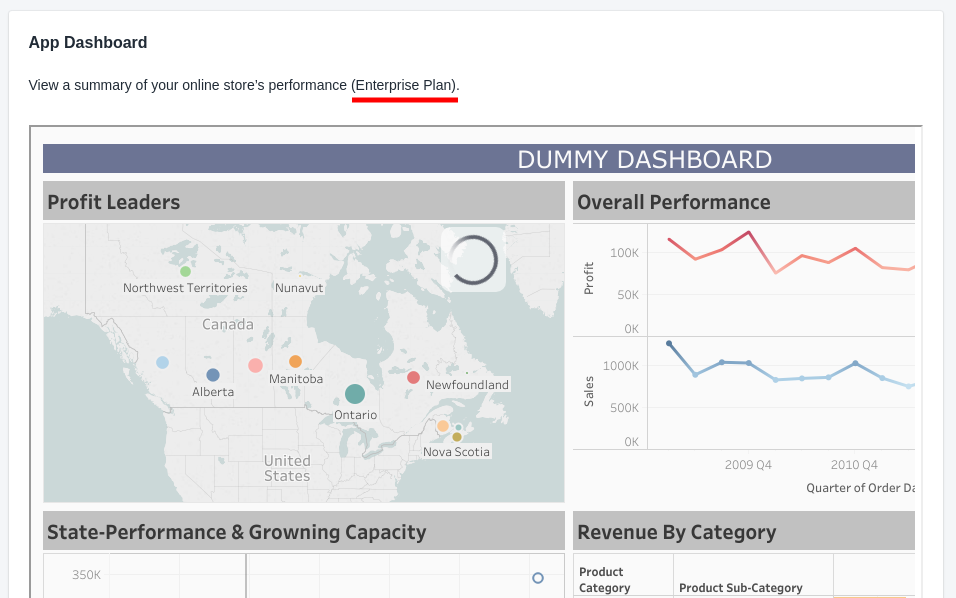 App Dashboard
View a summary of your online store's performance (Enterprise Plan).
DUMMY DASHBOARD
Profit Leaders
Overall Performance
Northwest Territories
Nunavut
Canada
Alberta
Manitoba
Ontario
Newfoundland
Nova Scotia
United
States
Profit
100K
50K
0K
Sales
1000K
500K
0K
2009 Q4
2010 Q4
Quarter of Order Da
State-Performance & Growning Capacity
Revenue By Category
350K
Product
Category
Product Sub-Category